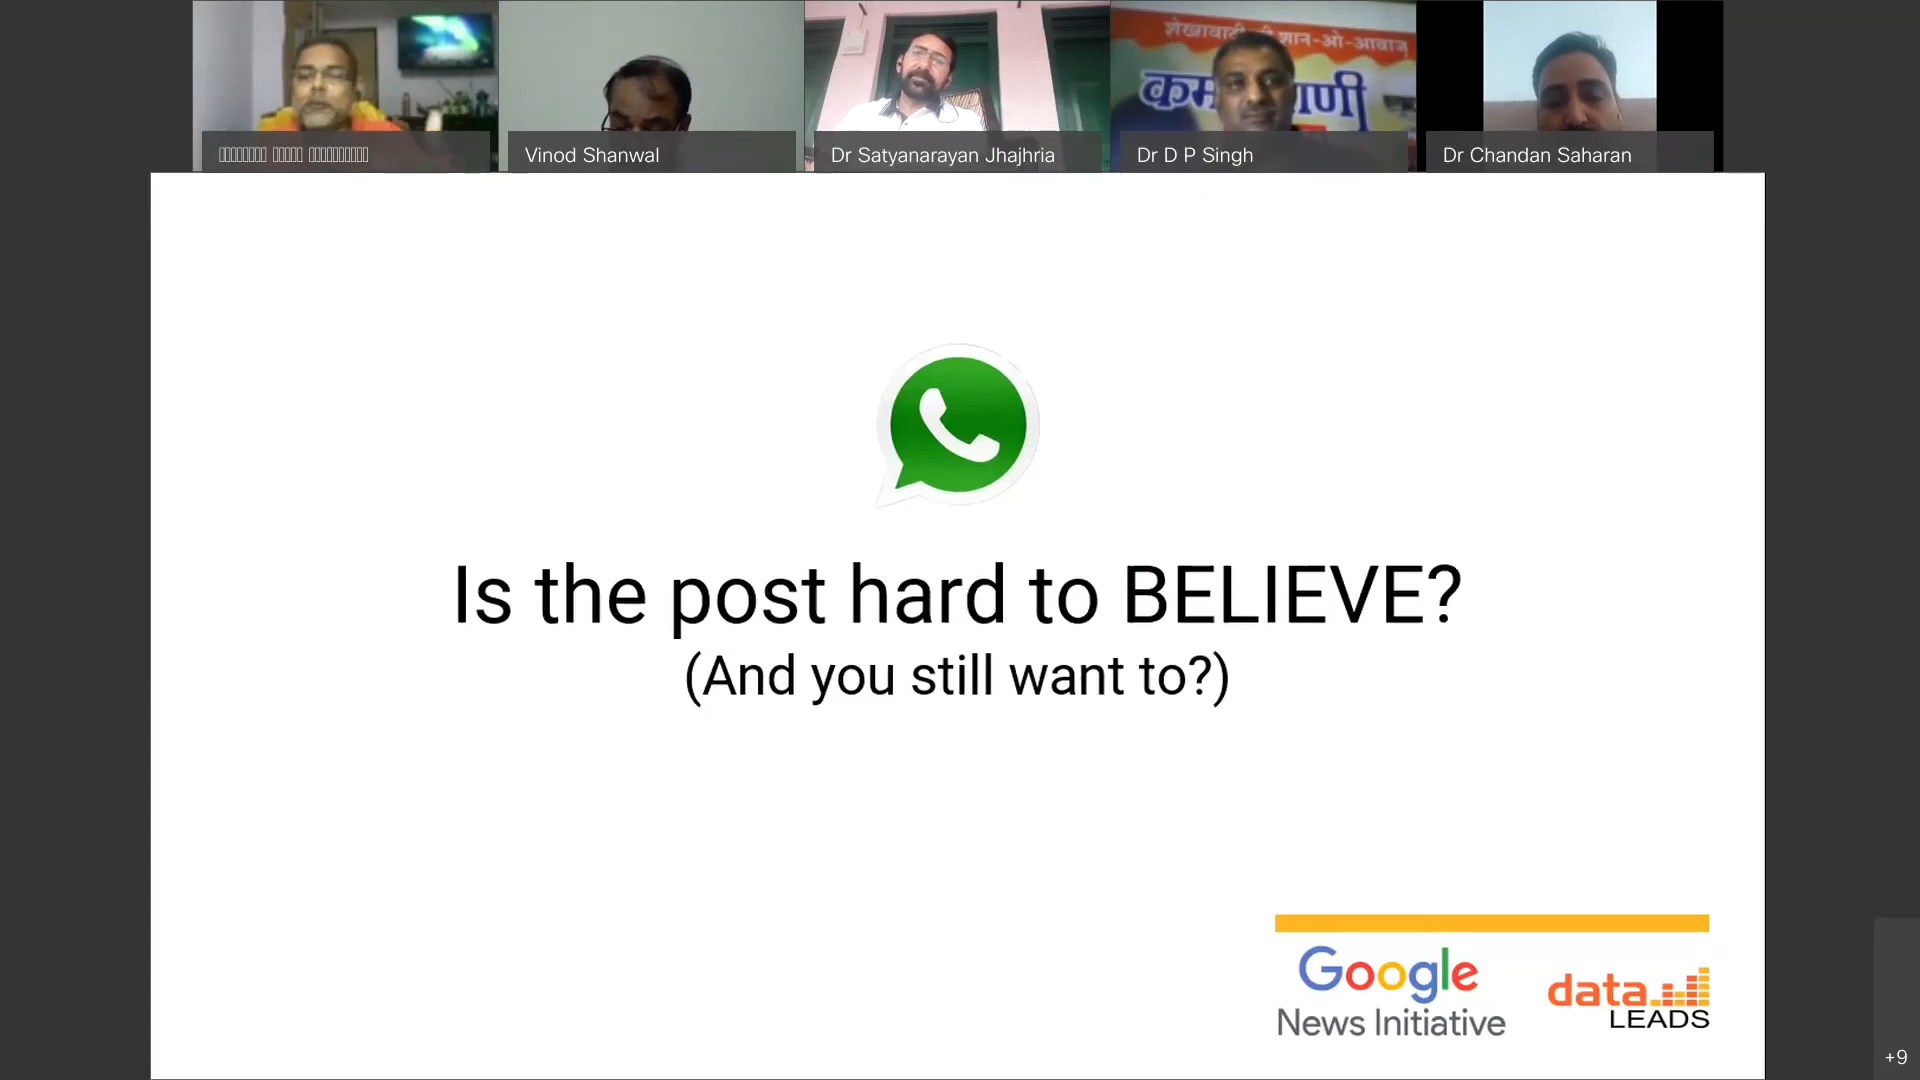 शेखावाटी की शान-ओ-आवाज़
Vinod Shanwal
Dr Satyanarayan Jhajhria
Dr D P Singh
Dr Chandan Saharan
Is the post hard to BELIEVE?
(And you still want to?)
Google
News Initiative
data
LEADS
+9